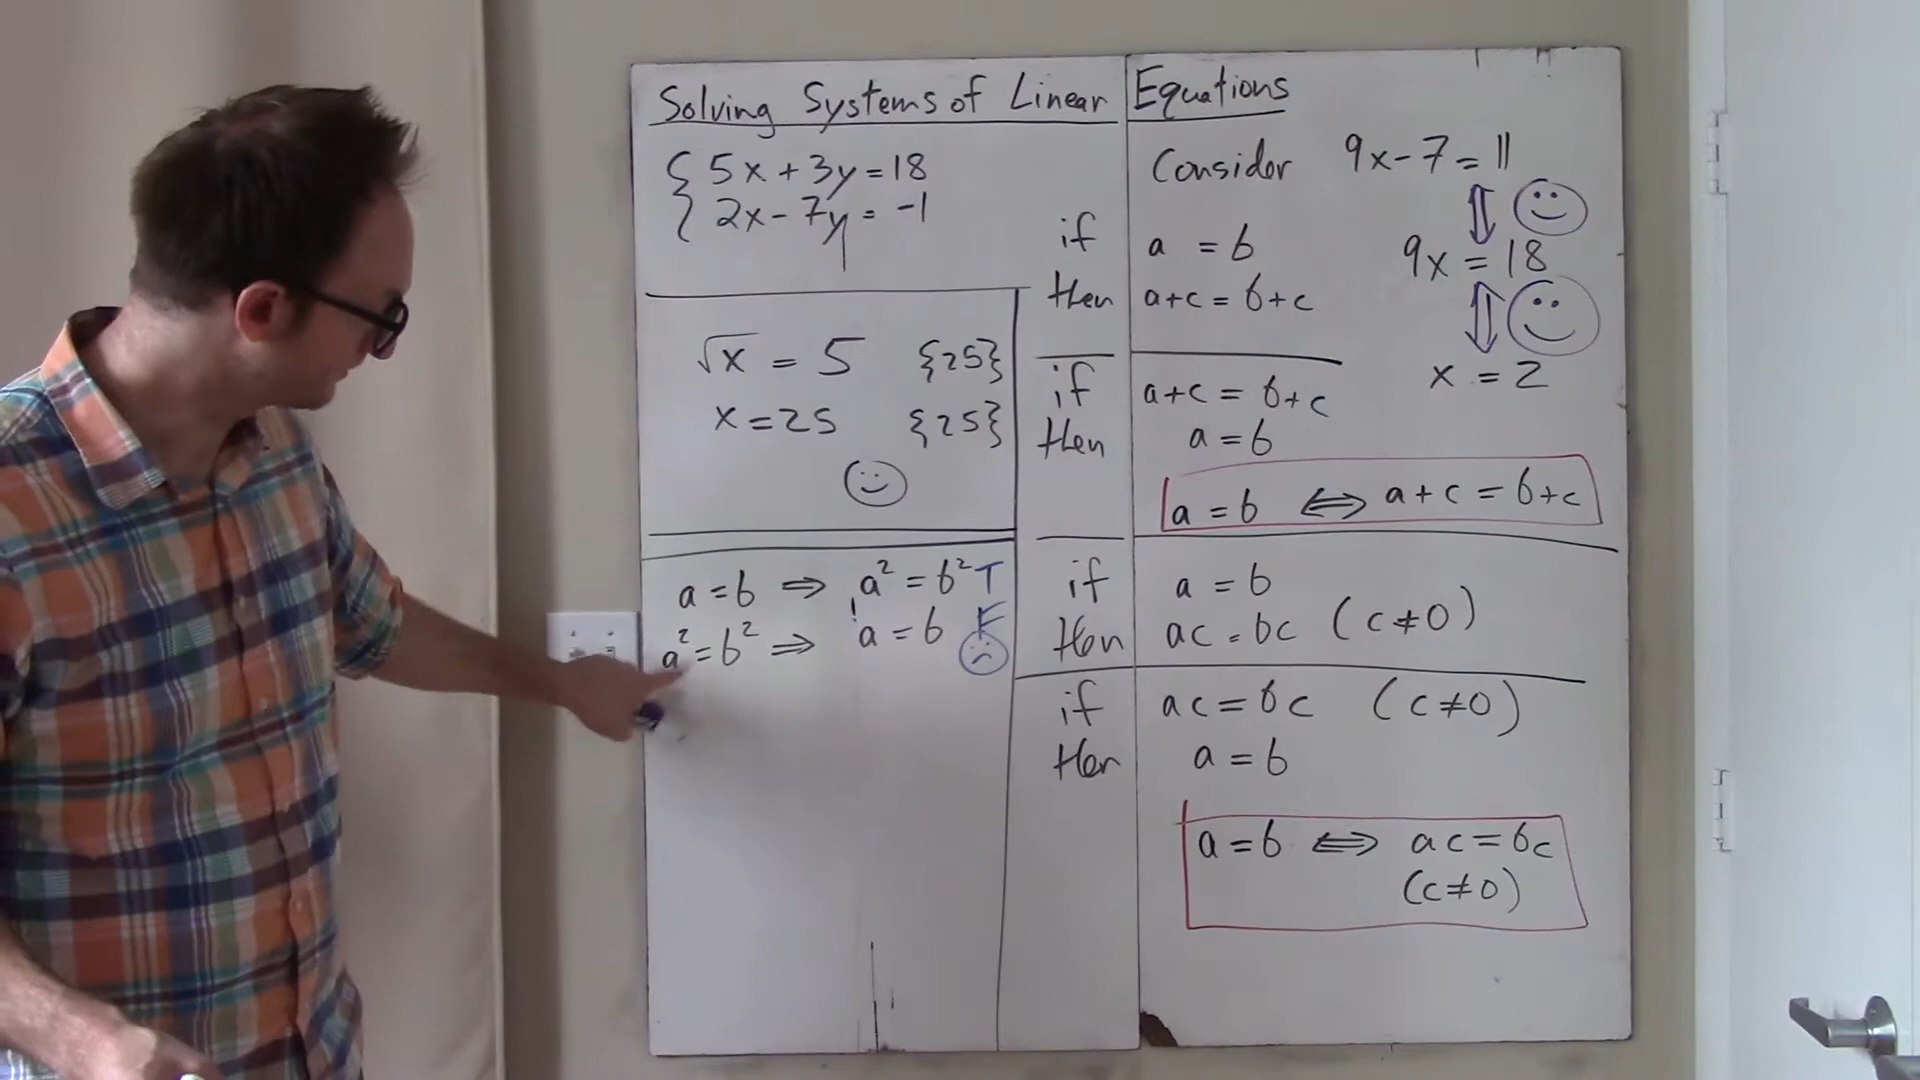 Solving Systems of Linear Equations
5x + 3y = 18
2x - 7y = -1
√x = 5 {25}
x = 25 {25}
a = b ⇒ a² = b² T
a² = b² ⇒ a = b F
Consider 9x - 7 = 11
⇕
9x = 18
⇕
x = 2
if a = b
then a+c = b+c
if a+c = b+c
then a = b
a = b ⇔ a+c = b+c
if a = b
then ac = bc (c≠0)
if ac = bc (c≠0)
then a = b
a = b ⇔ ac = bc
(c≠0)